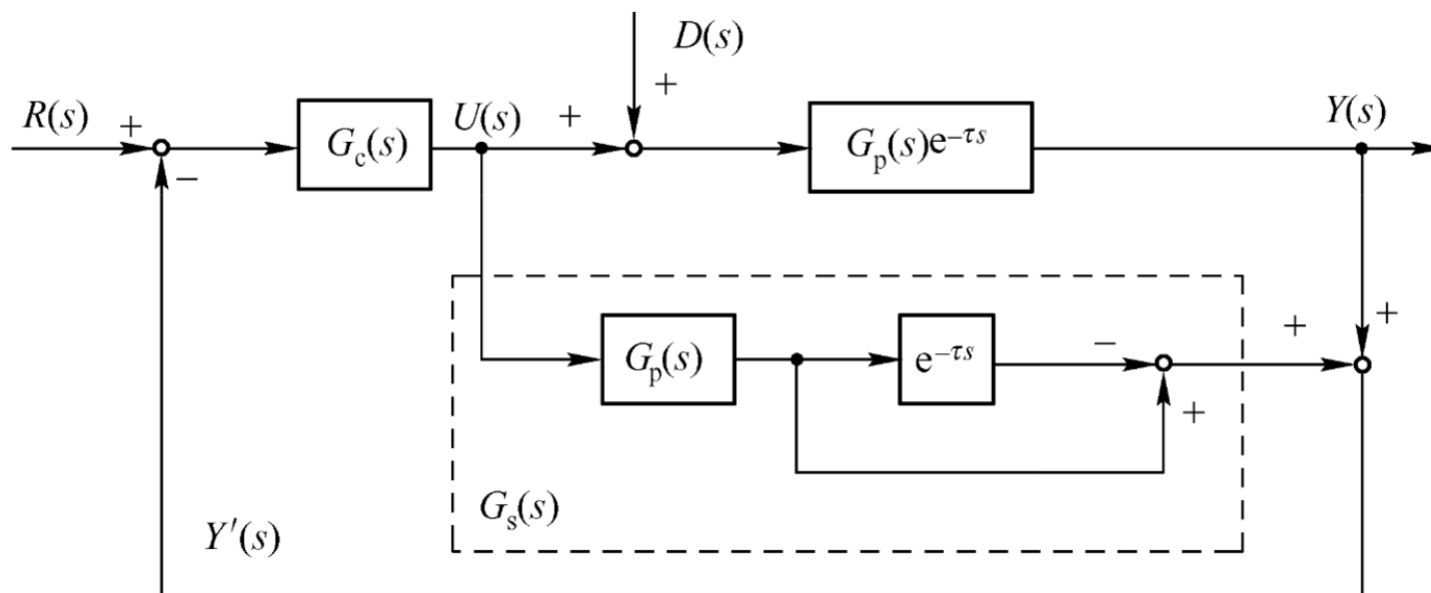 D(s)
+
R(s) + G_c(s) U(s) + G_p(s)e^{−τs} Y(s)
−
+
G_p(s) e^{−τs} − +
+
G_s(s)
Y′(s)